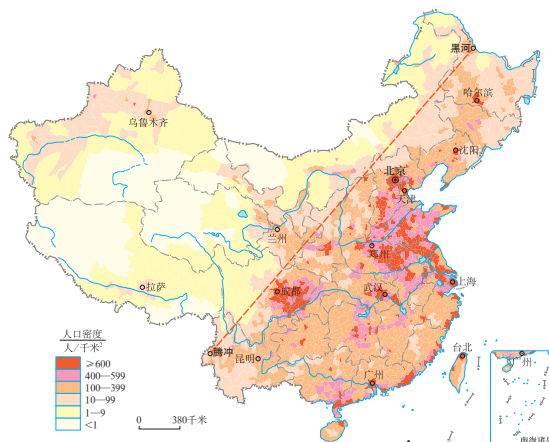 黑河
哈尔滨
乌鲁木齐
沈阳
北京
天津
兰州
郑州
拉萨
成都
武汉
上海
腾冲
昆明
台北
广州
人口密度
人/千米²
≥600
400—599
100—399
10—99
1—9
<1
0 380千米
广州
南海诸